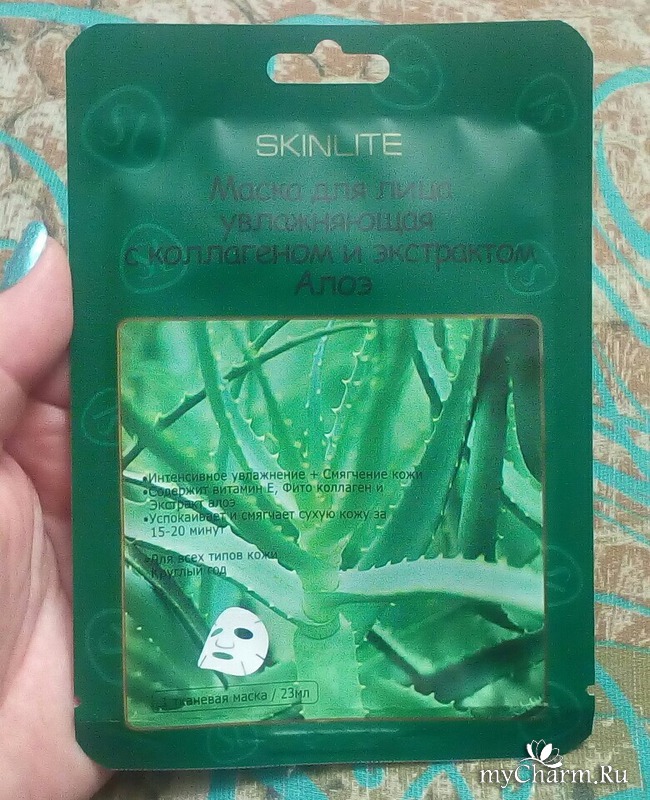 SKINLITE
Маска для лица
увлажняющая
с коллагеном и экстрактом
Алоэ
•Интенсивное увлажнение + Смягчение кожи
•Содержит витамин Е, Фито коллаген и
Экстракт алоэ
•Успокаивает и смягчает сухую кожу за
15-20 минут
•Для всех типов кожи
Круглый год
1 тканевая маска / 23мл
myCharm.Ru